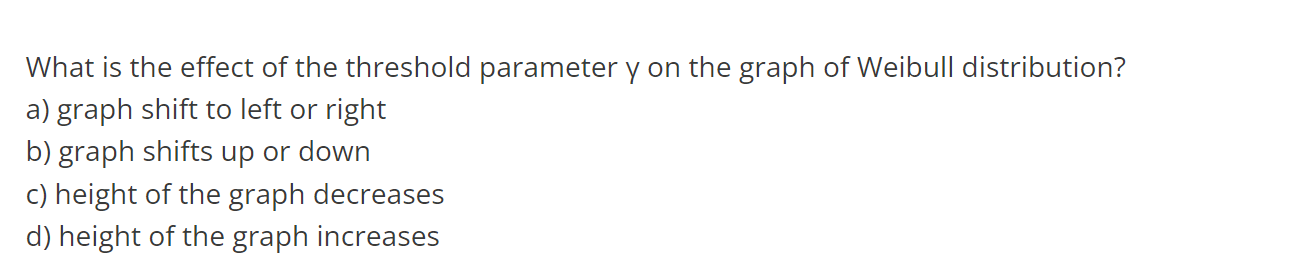 What is the effect of the threshold parameter γ on the graph of Weibull distribution?
a) graph shift to left or right
b) graph shifts up or down
c) height of the graph decreases
d) height of the graph increases